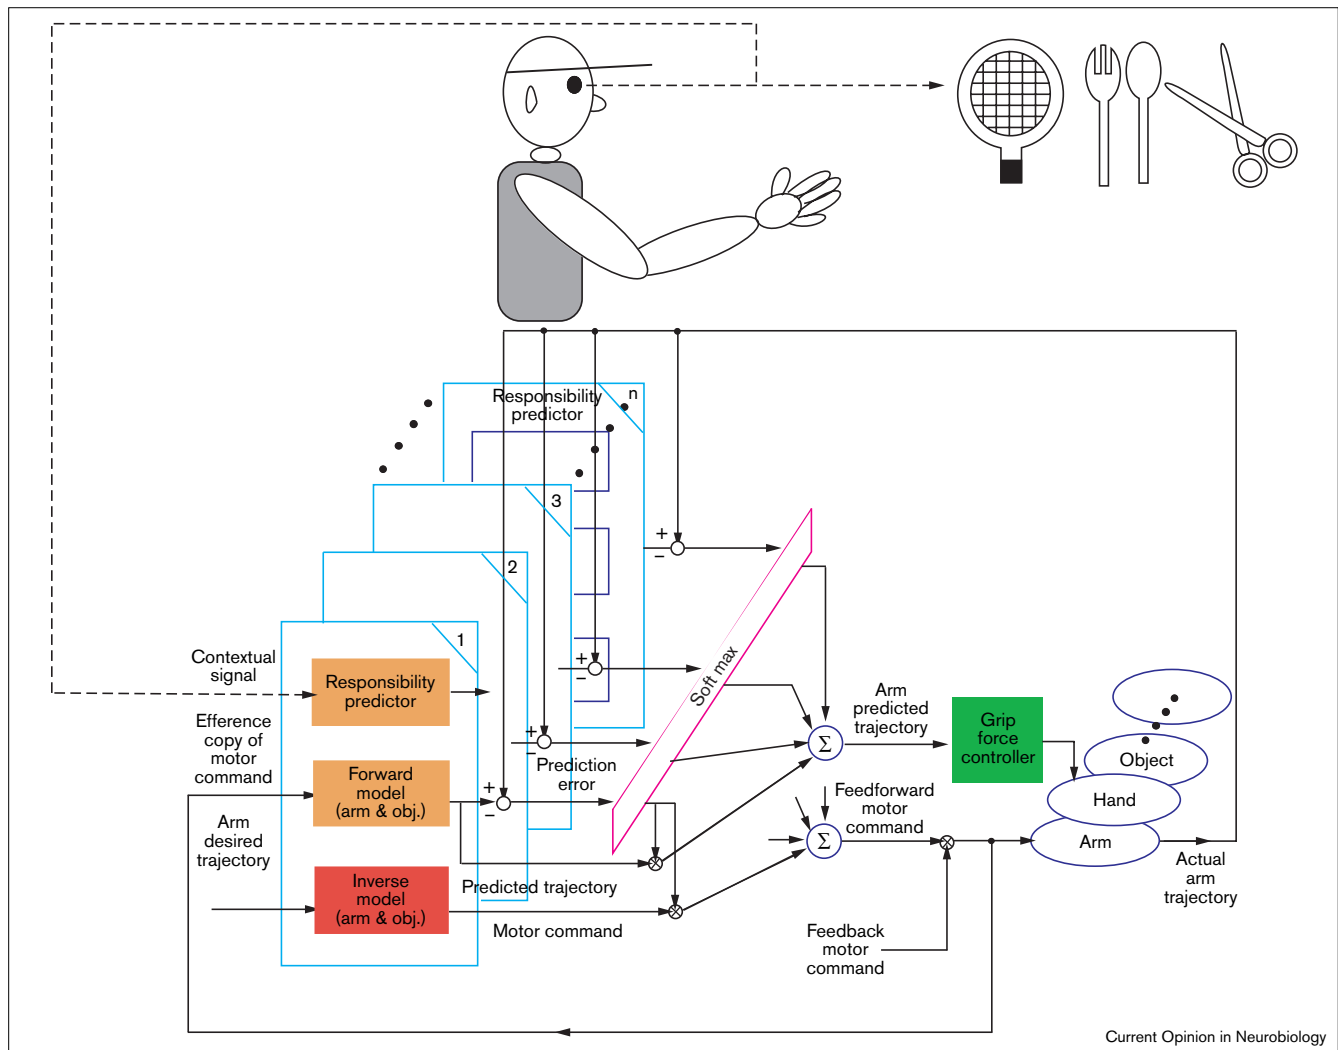 Responsibility
predictor
n
3
2
1
+
−
+
−
+
−
+
−
Soft max
Contextual
signal
Responsibility
predictor
Efference
copy of
motor
command
Forward
model
(arm & obj.)
Prediction
error
Arm
desired
trajectory
Inverse
model
(arm & obj.)
Predicted trajectory
Motor command
Arm
predicted
trajectory
Σ
Grip
force
controller
Feedforward
motor
command
Σ
Object
Hand
Arm
Actual
arm
trajectory
Feedback
motor
command
Current Opinion in Neurobiology